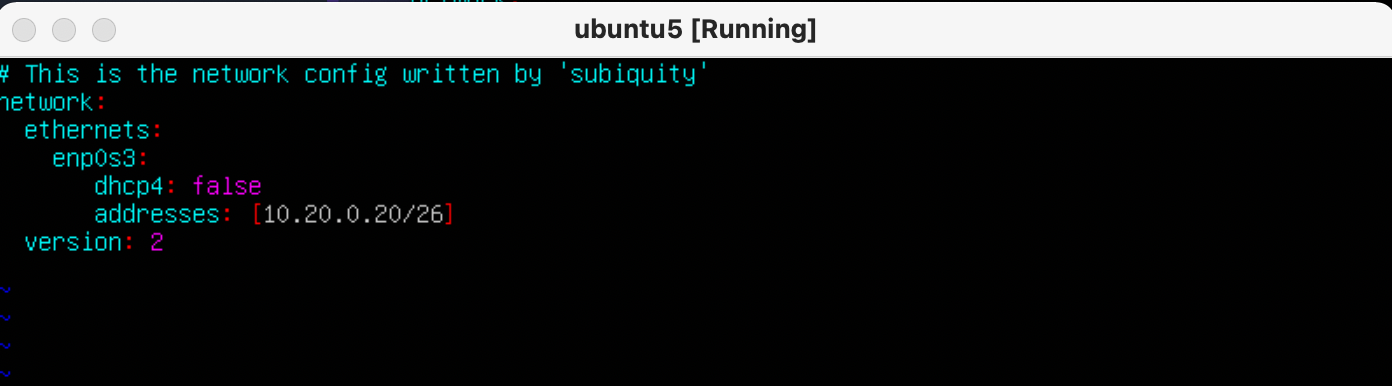 ubuntu5 [Running]
# This is the network config written by 'subiquity'
network:
  ethernets:
    enp0s3:
       dhcp4: false
       addresses: [10.20.0.20/26]
  version: 2
~
~
~
~